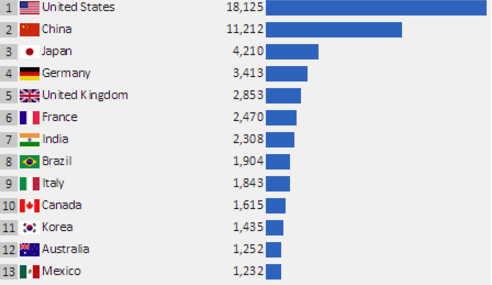 1 United States 18,125
2 China 11,212
3 Japan 4,210
4 Germany 3,413
5 United Kingdom 2,853
6 France 2,470
7 India 2,308
8 Brazil 1,904
9 Italy 1,843
10 Canada 1,615
11 Korea 1,435
12 Australia 1,252
13 Mexico 1,232